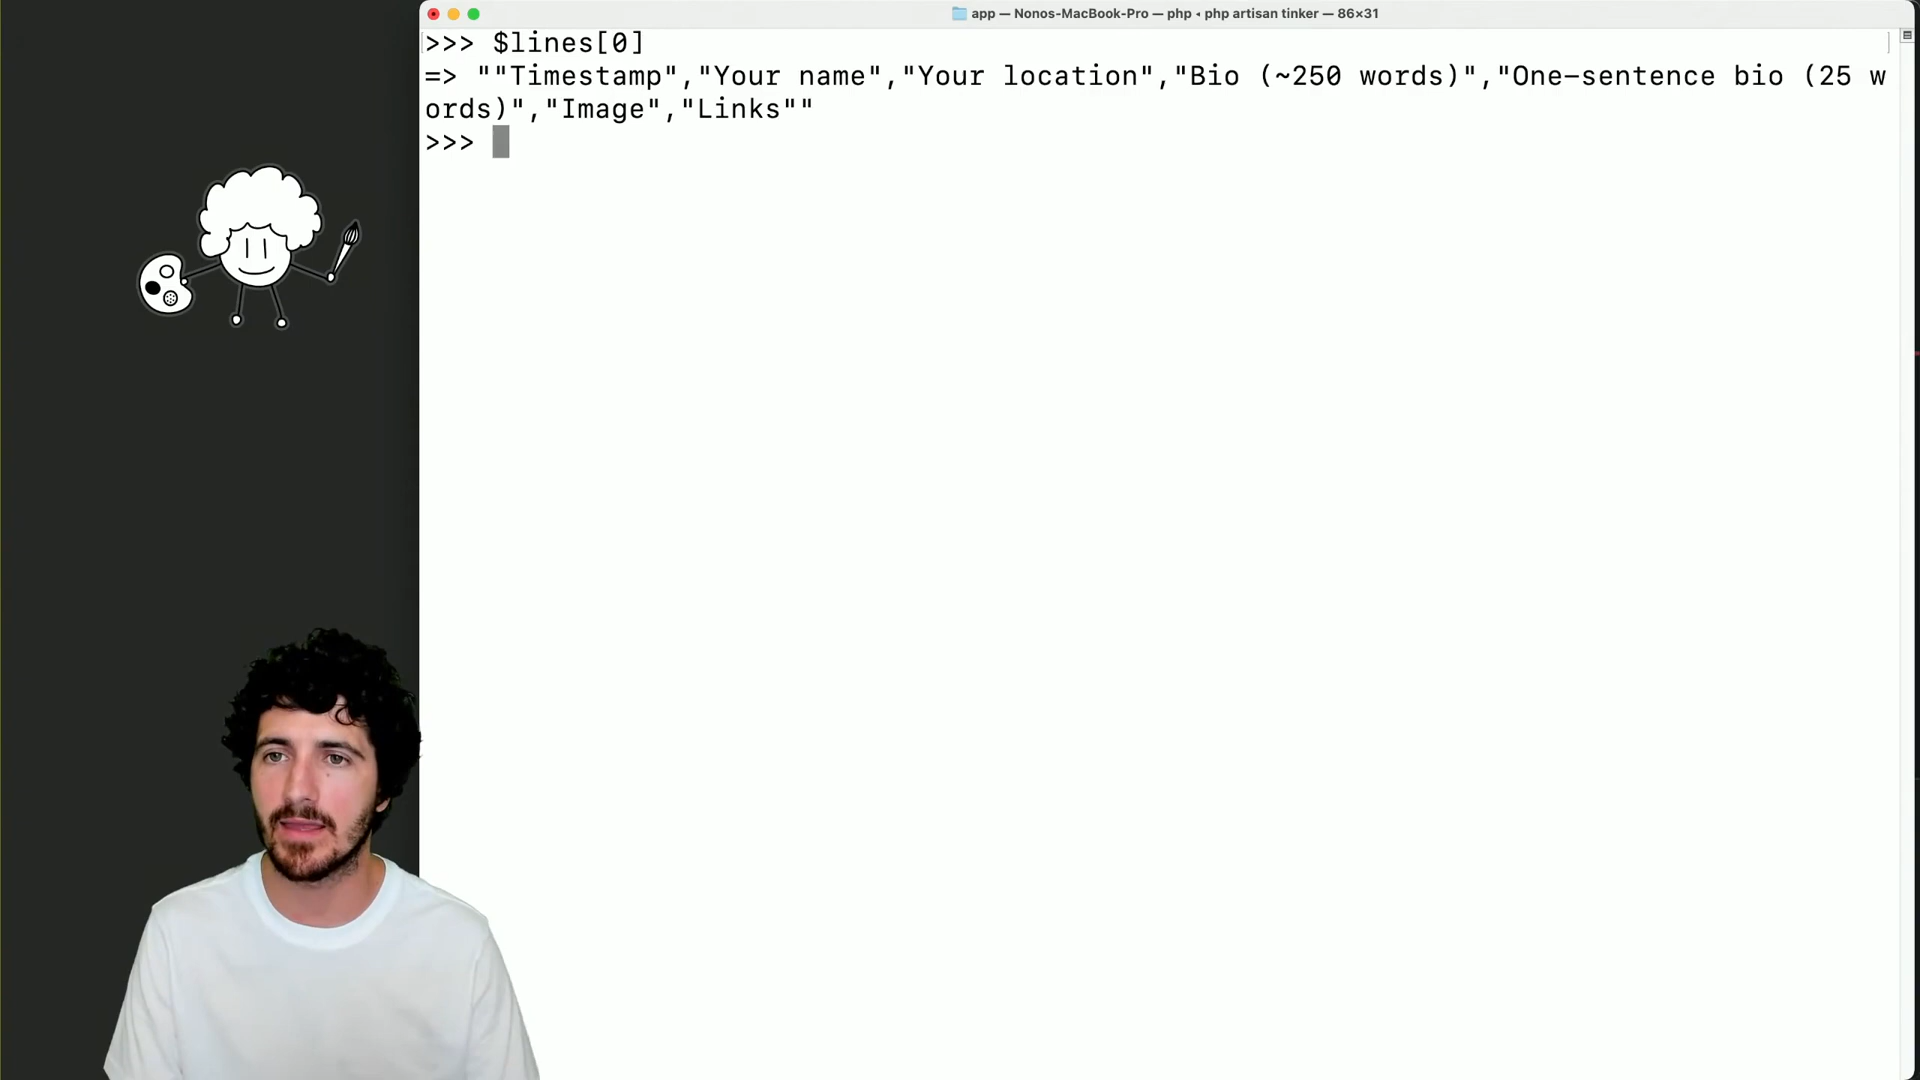 app — Nonos-MacBook-Pro — php ◂ php artisan tinker — 86×31
>>> $lines[0]
=> ""Timestamp","Your name","Your location","Bio (~250 words)","One-sentence bio (25 w
ords)","Image","Links""
>>>